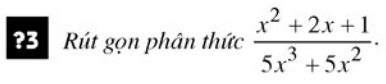 ?3 Rút gọn phân thức \frac{x^2 + 2x + 1}{5x^3 + 5x^2}.